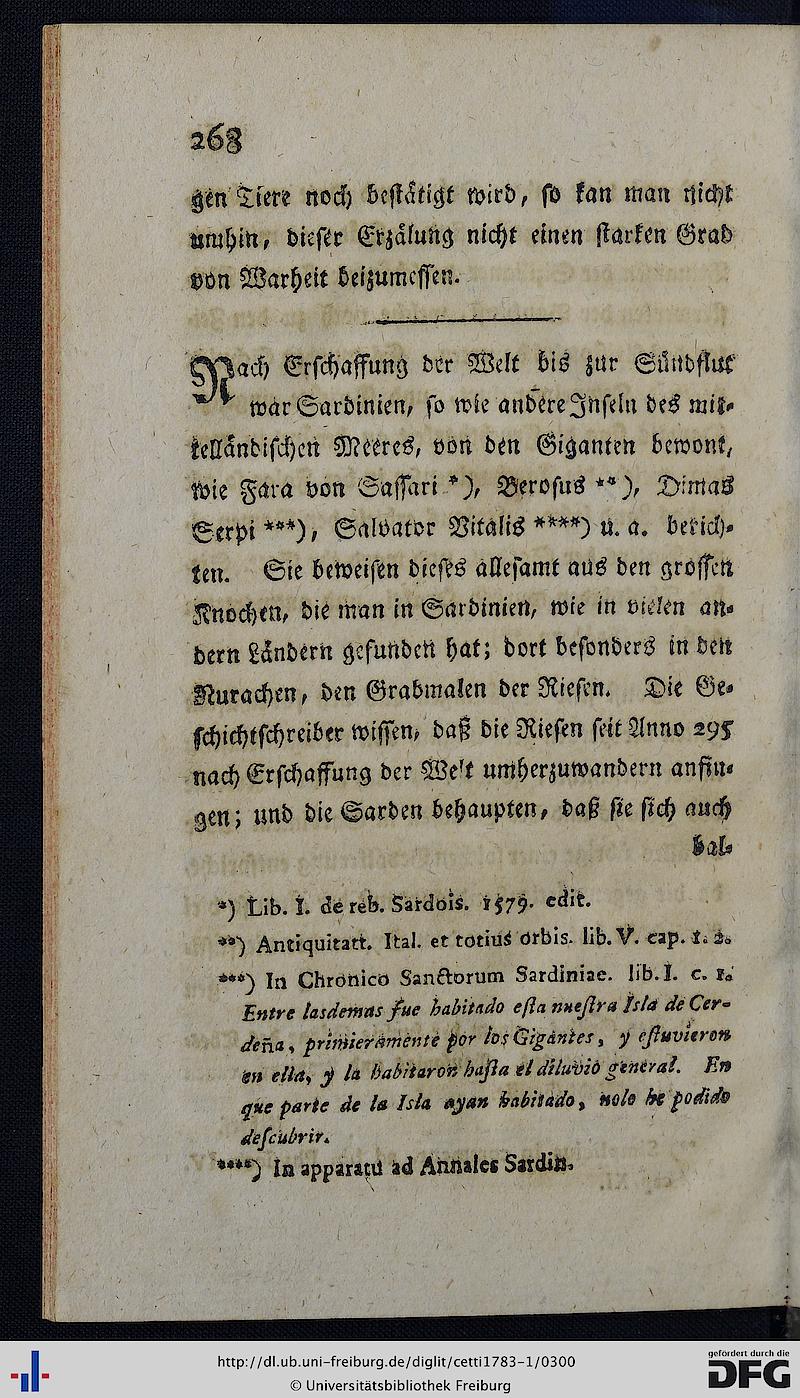 268
gen Tiere noch bestätigt wird, so kan man nicht
umhin, dieser Erzälung nicht einen starken Grad
von Warheit beizumessen.
Nach Erschaffung der Welt bis zur Sündflut
war Sardinien, so wie andere Inseln des mit-
telländischen Meeres, von den Giganten bewont,
wie Fara von Sassari *), Berosus **), Dimas
Serpi ***), Salvator Vitalis ****) u. a. berich-
ten. Sie beweisen dieses allesamt aus den grossen
Knochen, die man in Sardinien, wie in vielen an-
dern Ländern gefunden hat; dort besonders in den
Nurachen, den Grabmalen der Riesen. Die Ge-
schichtschreiber wissen, daß die Riesen seit Anno 295
nach Erschaffung der Welt umherzuwandern anfin-
gen; und die Sarden behaupten, daß sie sich auch
bal-
*) Lib. I. de reb. Sardois. 1579. edit.
**) Antiquitatt. Ital. et totius orbis. lib. V. cap. 1. 2.
***) In Chronico Sanctorum Sardiniae. lib. I. c. 1.
Entre lasdemas fue habitado esta nuestra Isla de Cer-
deña, primieramente por los Gigantes, y estuvieron
en ella, y la habitaron hasta el diluvio general. En
que parte de la Isla ayan habitado, nolo he podido
descubrir.
****) In apparatu ad Annales Sardin.
http://dl.ub.uni-freiburg.de/diglit/cetti1783-1/0300
© Universitätsbibliothek Freiburg
gefördert durch die
DFG